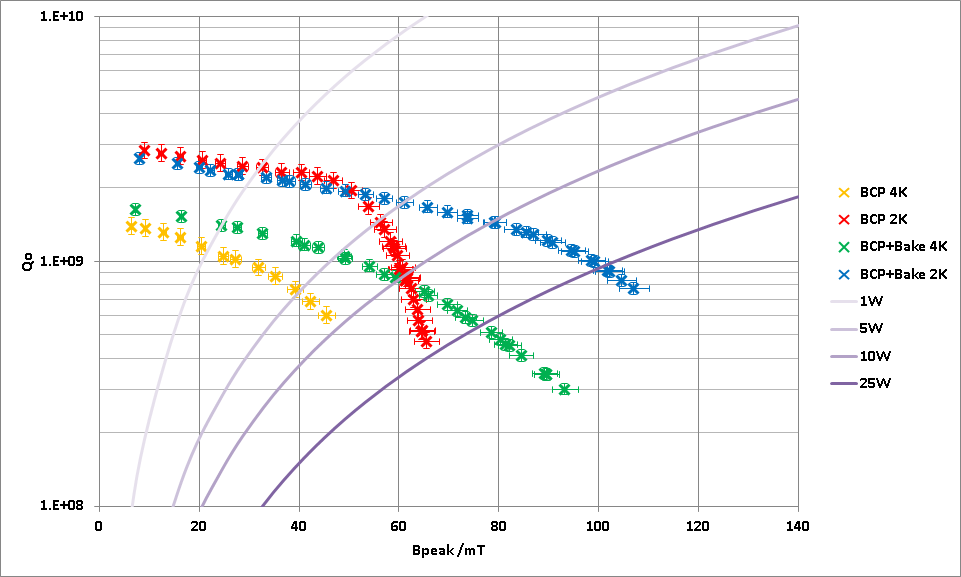 1.E+10
1.E+09
1.E+08
Qo
0 20 40 60 80 100 120 140
Bpeak /mT
BCP 4K
BCP 2K
BCP+Bake 4K
BCP+Bake 2K
1W
5W
10W
25W